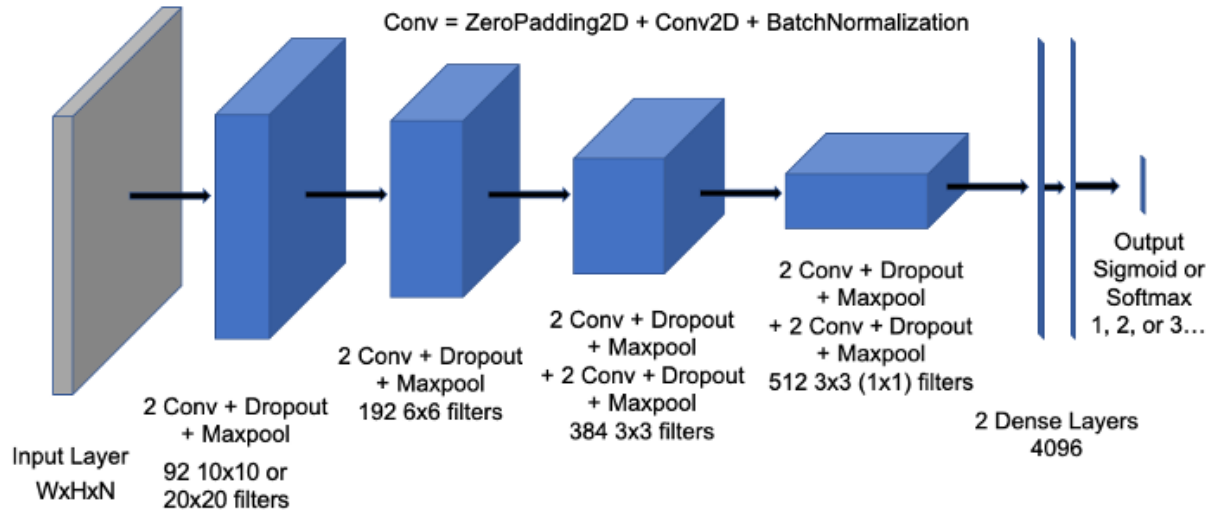 Conv = ZeroPadding2D + Conv2D + BatchNormalization
Input Layer
WxHxN
2 Conv + Dropout
+ Maxpool
92 10x10 or
20x20 filters
2 Conv + Dropout
+ Maxpool
192 6x6 filters
2 Conv + Dropout
+ Maxpool
+ 2 Conv + Dropout
+ Maxpool
384 3x3 filters
2 Conv + Dropout
+ Maxpool
+ 2 Conv + Dropout
+ Maxpool
512 3x3 (1x1) filters
2 Dense Layers
4096
Output
Sigmoid or
Softmax
1, 2, or 3...